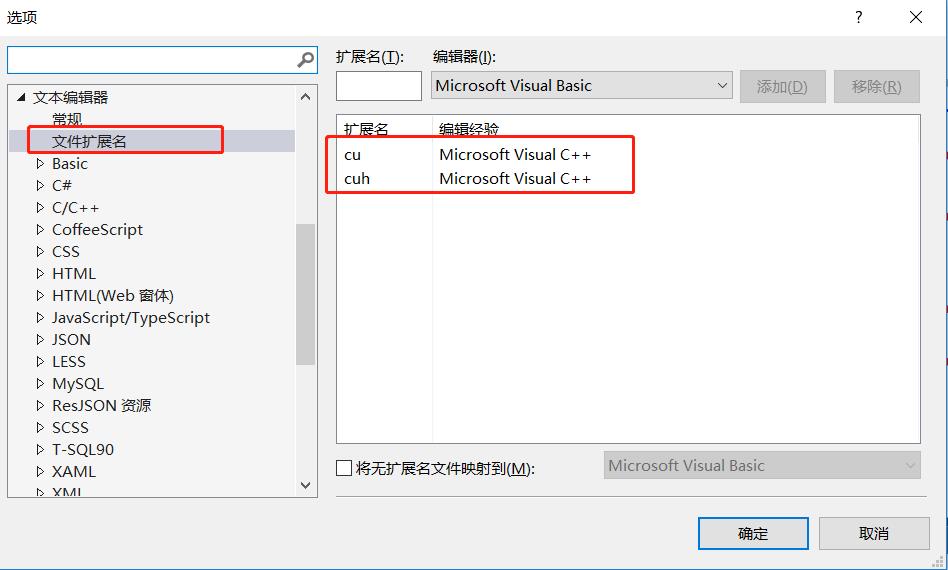 选项
?
扩展名(T):
编辑器(I):
Microsoft Visual Basic
添加(D)
移除(R)
文本编辑器
常规
文件扩展名
Basic
C#
C/C++
CoffeeScript
CSS
HTML
HTML(Web 窗体)
JavaScript/TypeScript
JSON
LESS
MySQL
ResJSON 资源
SCSS
T-SQL90
XAML
XML
扩展名 编辑经验
cu Microsoft Visual C++
cuh Microsoft Visual C++
将无扩展名文件映射到(M):
Microsoft Visual Basic
确定
取消